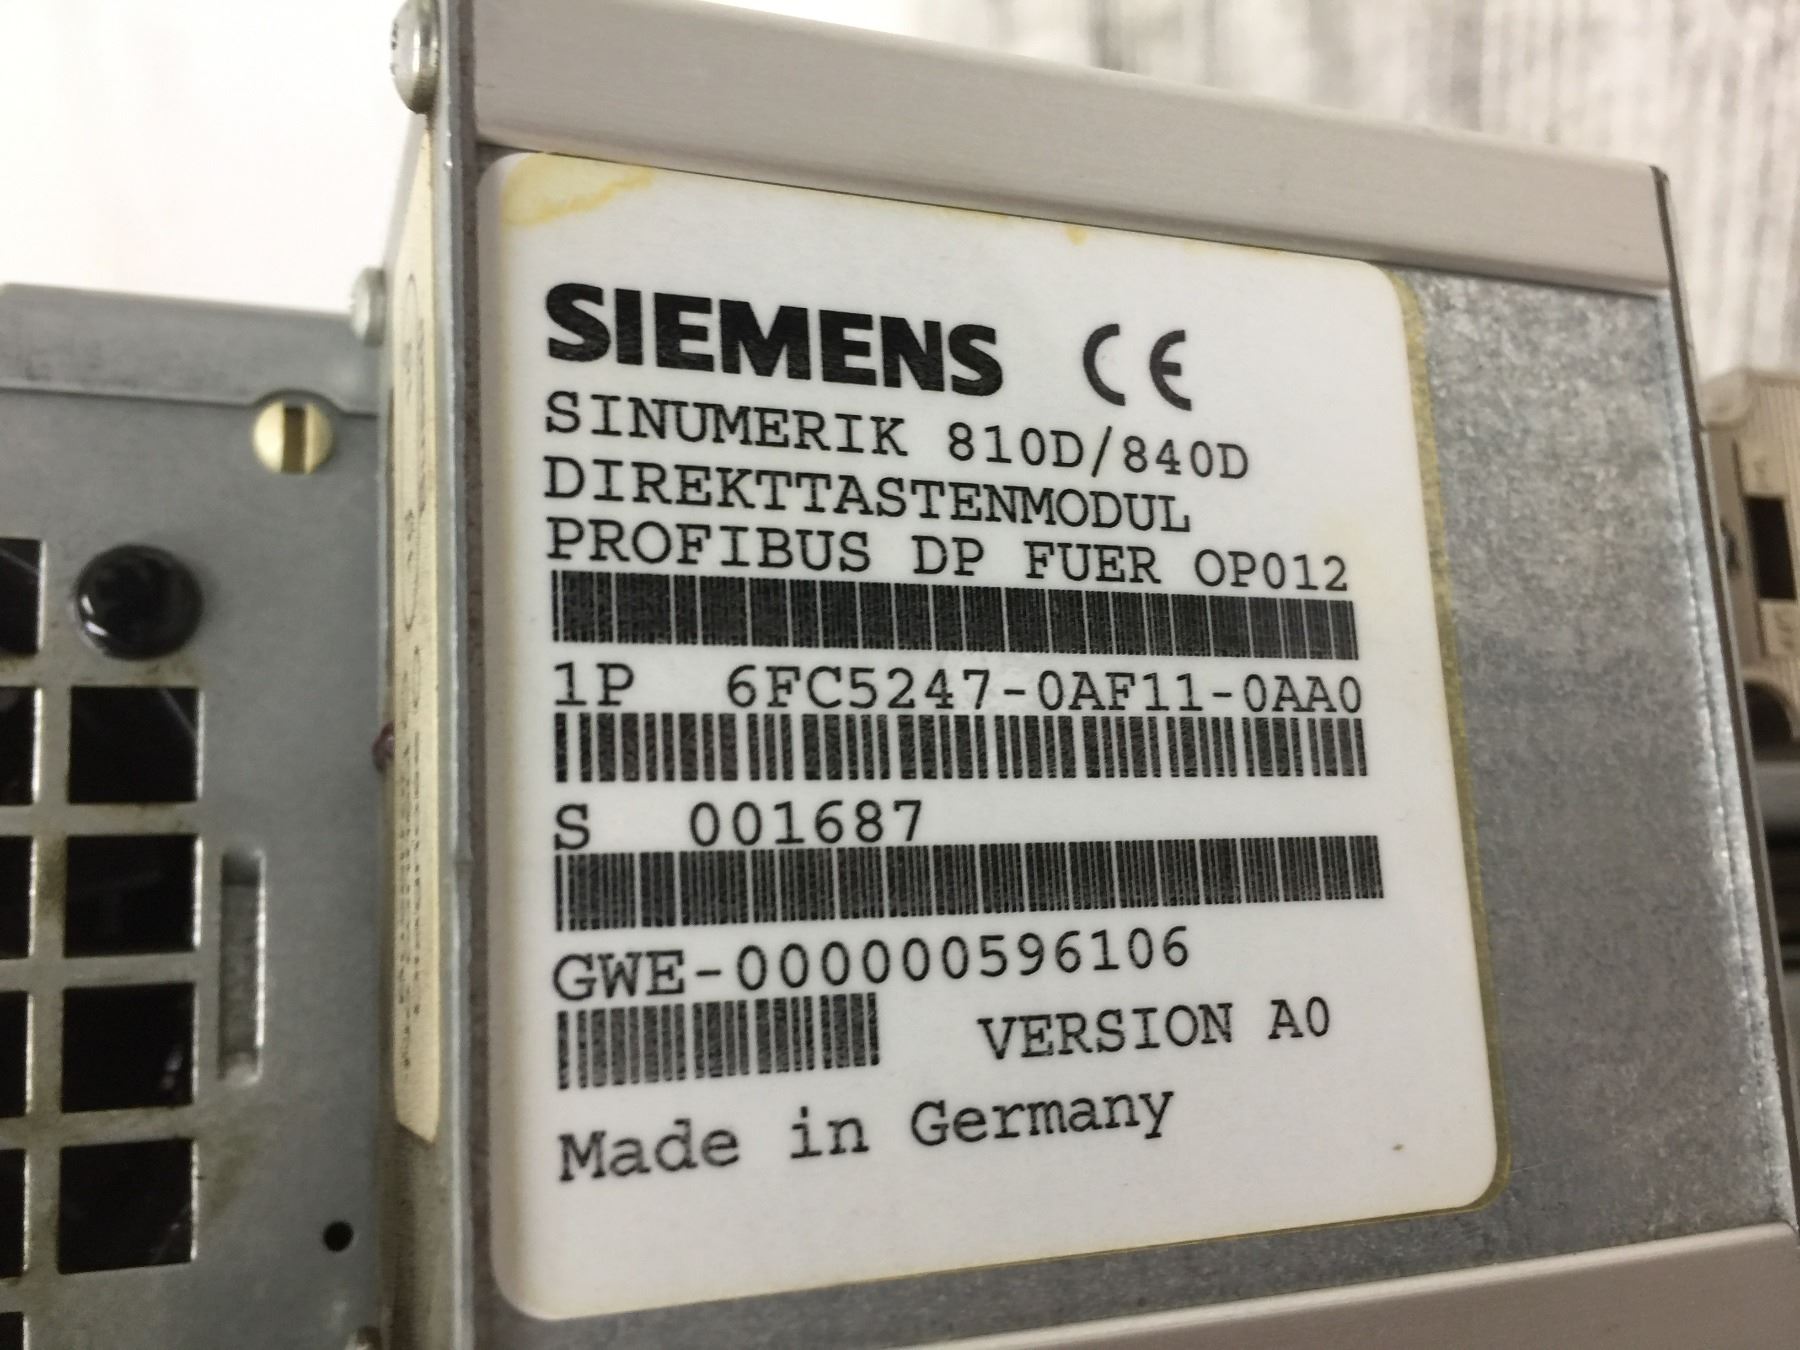 SIEMENS CE
SINUMERIK 810D/840D
DIREKTTASTENMODUL
PROFIBUS DP FUER OP012
1P 6FC5247-0AF11-0AA0
S 001687
GWE-000000596106
VERSION A0
Made in Germany